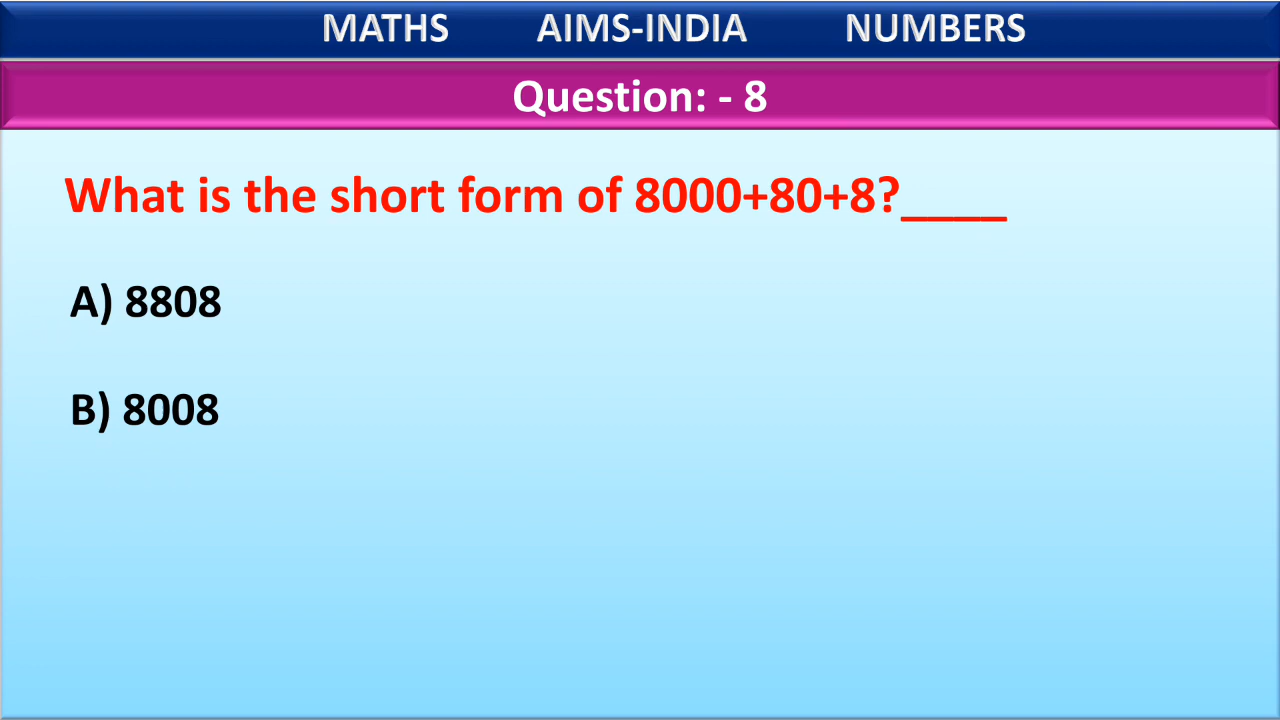 MATHS AIMS-INDIA NUMBERS
Question: - 8
What is the short form of 8000+80+8?____
A) 8808
B) 8008